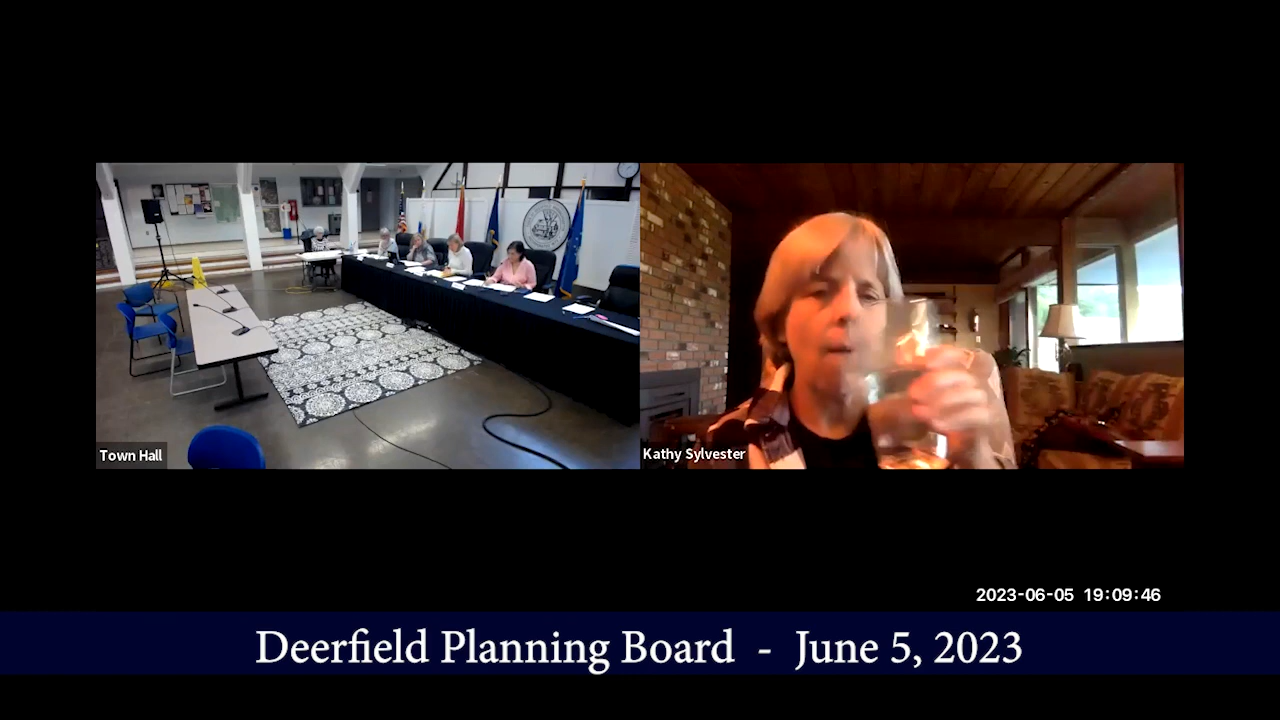 Town Hall
Kathy Sylvester
2023-06-05 19:09:46
Deerfield Planning Board - June 5, 2023